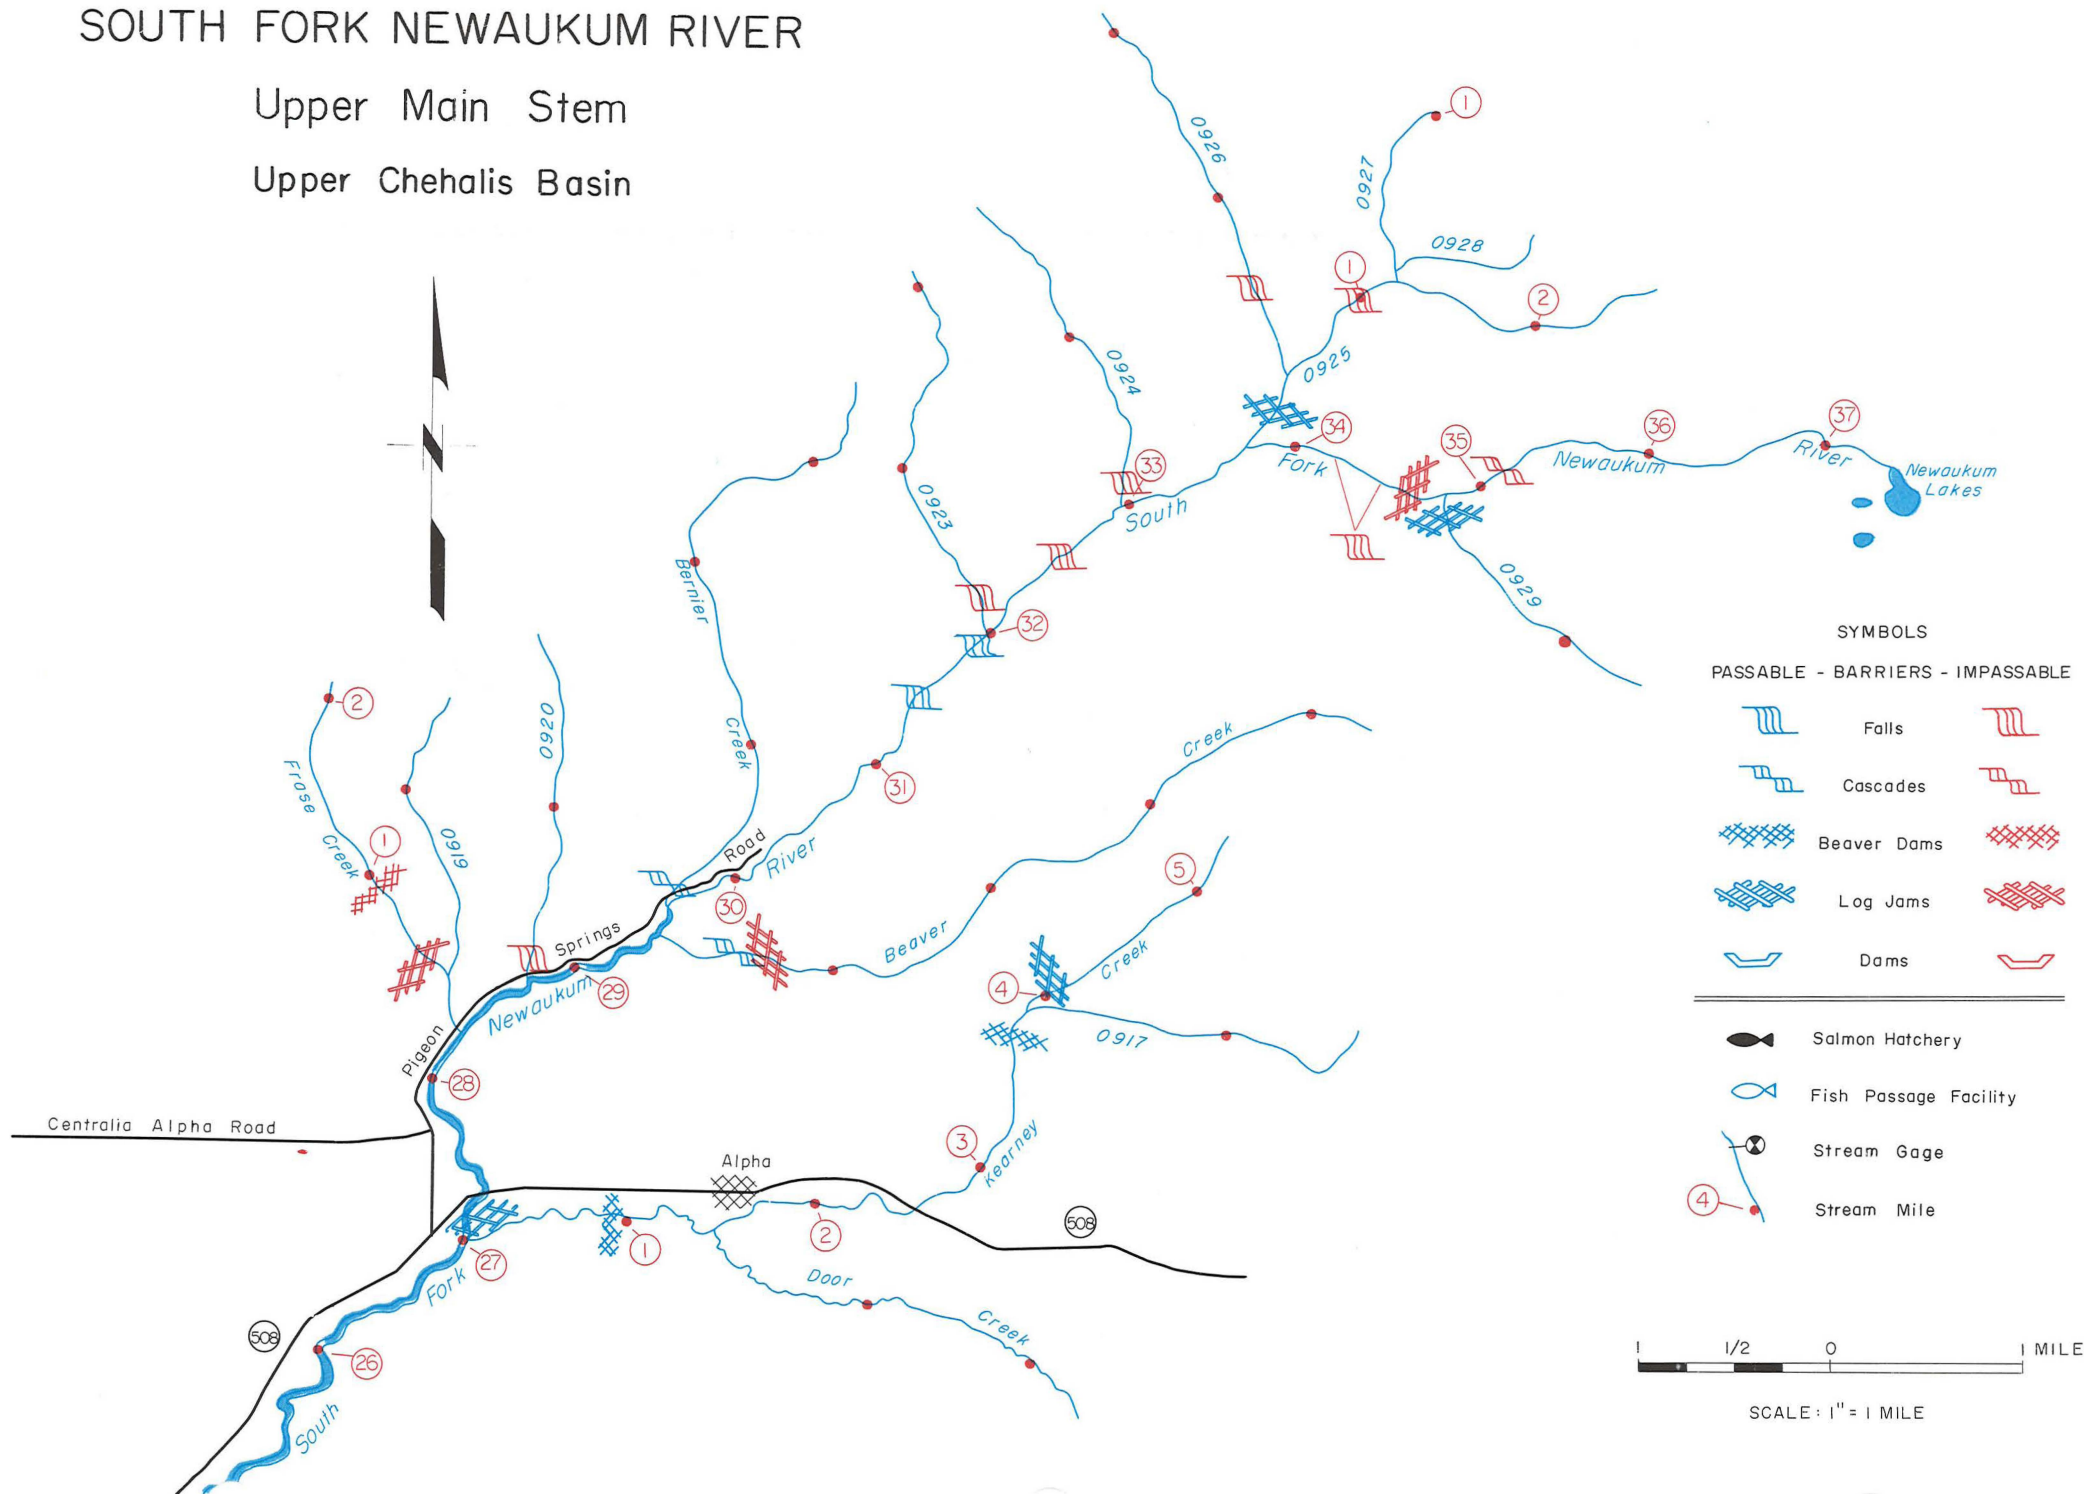 SOUTH FORK NEWAUKUM RIVER
Upper Main Stem
Upper Chehalis Basin
0926
1
0927
0928
1
2
0925
0924
34
35
36
37
Fork
Newaukum
River
Newaukum
Lakes
33
South
0923
0929
32
Bernier
Creek
31
0920
2
Frase
Creek
1
0919
Road
River
30
Springs
29
Newaukum
Pigeon
28
Beaver
Creek
5
Creek
4
0917
3
Kearney
Centralia Alpha Road
Alpha
508
2
1
27
Fork
Door
Creek
508
26
South
SYMBOLS
PASSABLE - BARRIERS - IMPASSABLE
Falls
Cascades
Beaver Dams
Log Jams
Dams
Salmon Hatchery
Fish Passage Facility
Stream Gage
4
Stream Mile
1 1/2 0 1 MILE
SCALE: 1" = 1 MILE